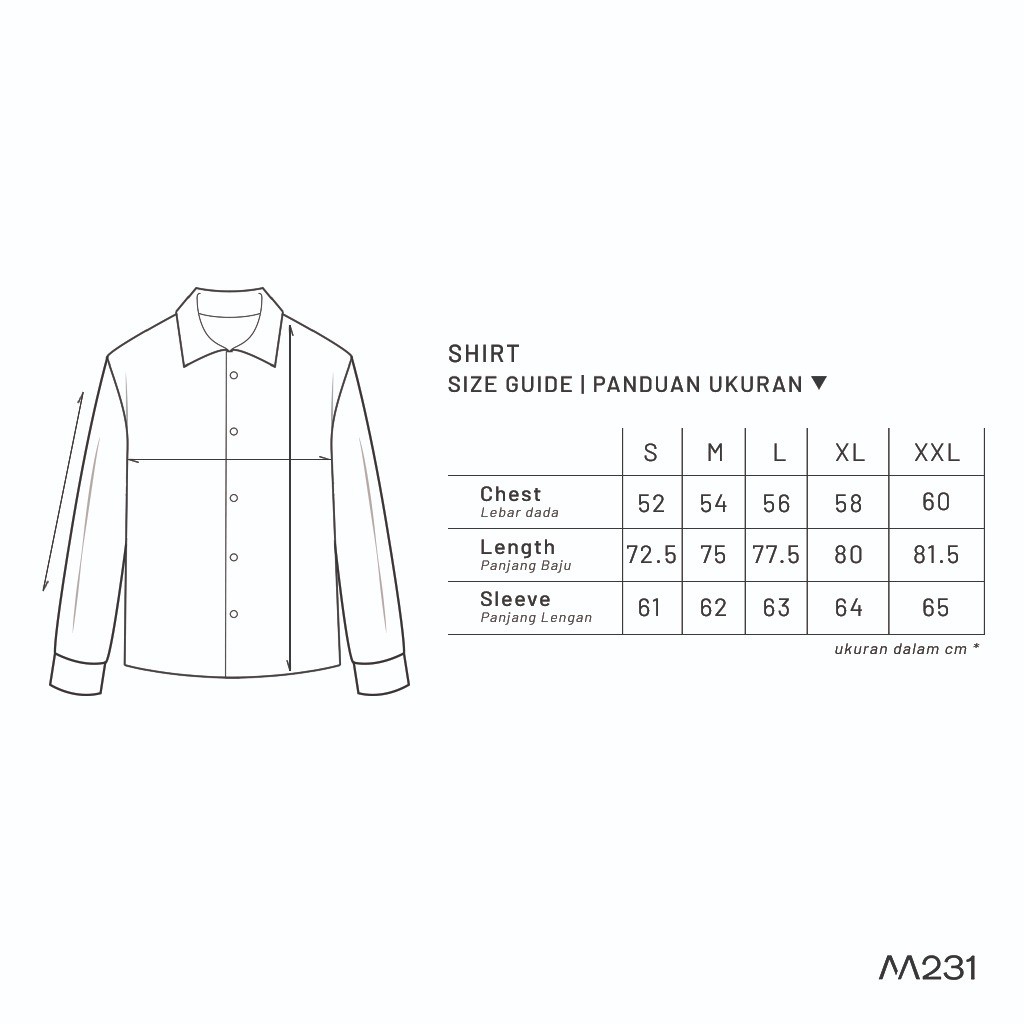 SHIRT
SIZE GUIDE | PANDUAN UKURAN ▼
S M L XL XXL
Chest 52 54 56 58 60
Lebar dada
Length 72.5 75 77.5 80 81.5
Panjang Baju
Sleeve 61 62 63 64 65
Panjang Lengan
ukuran dalam cm *
M231